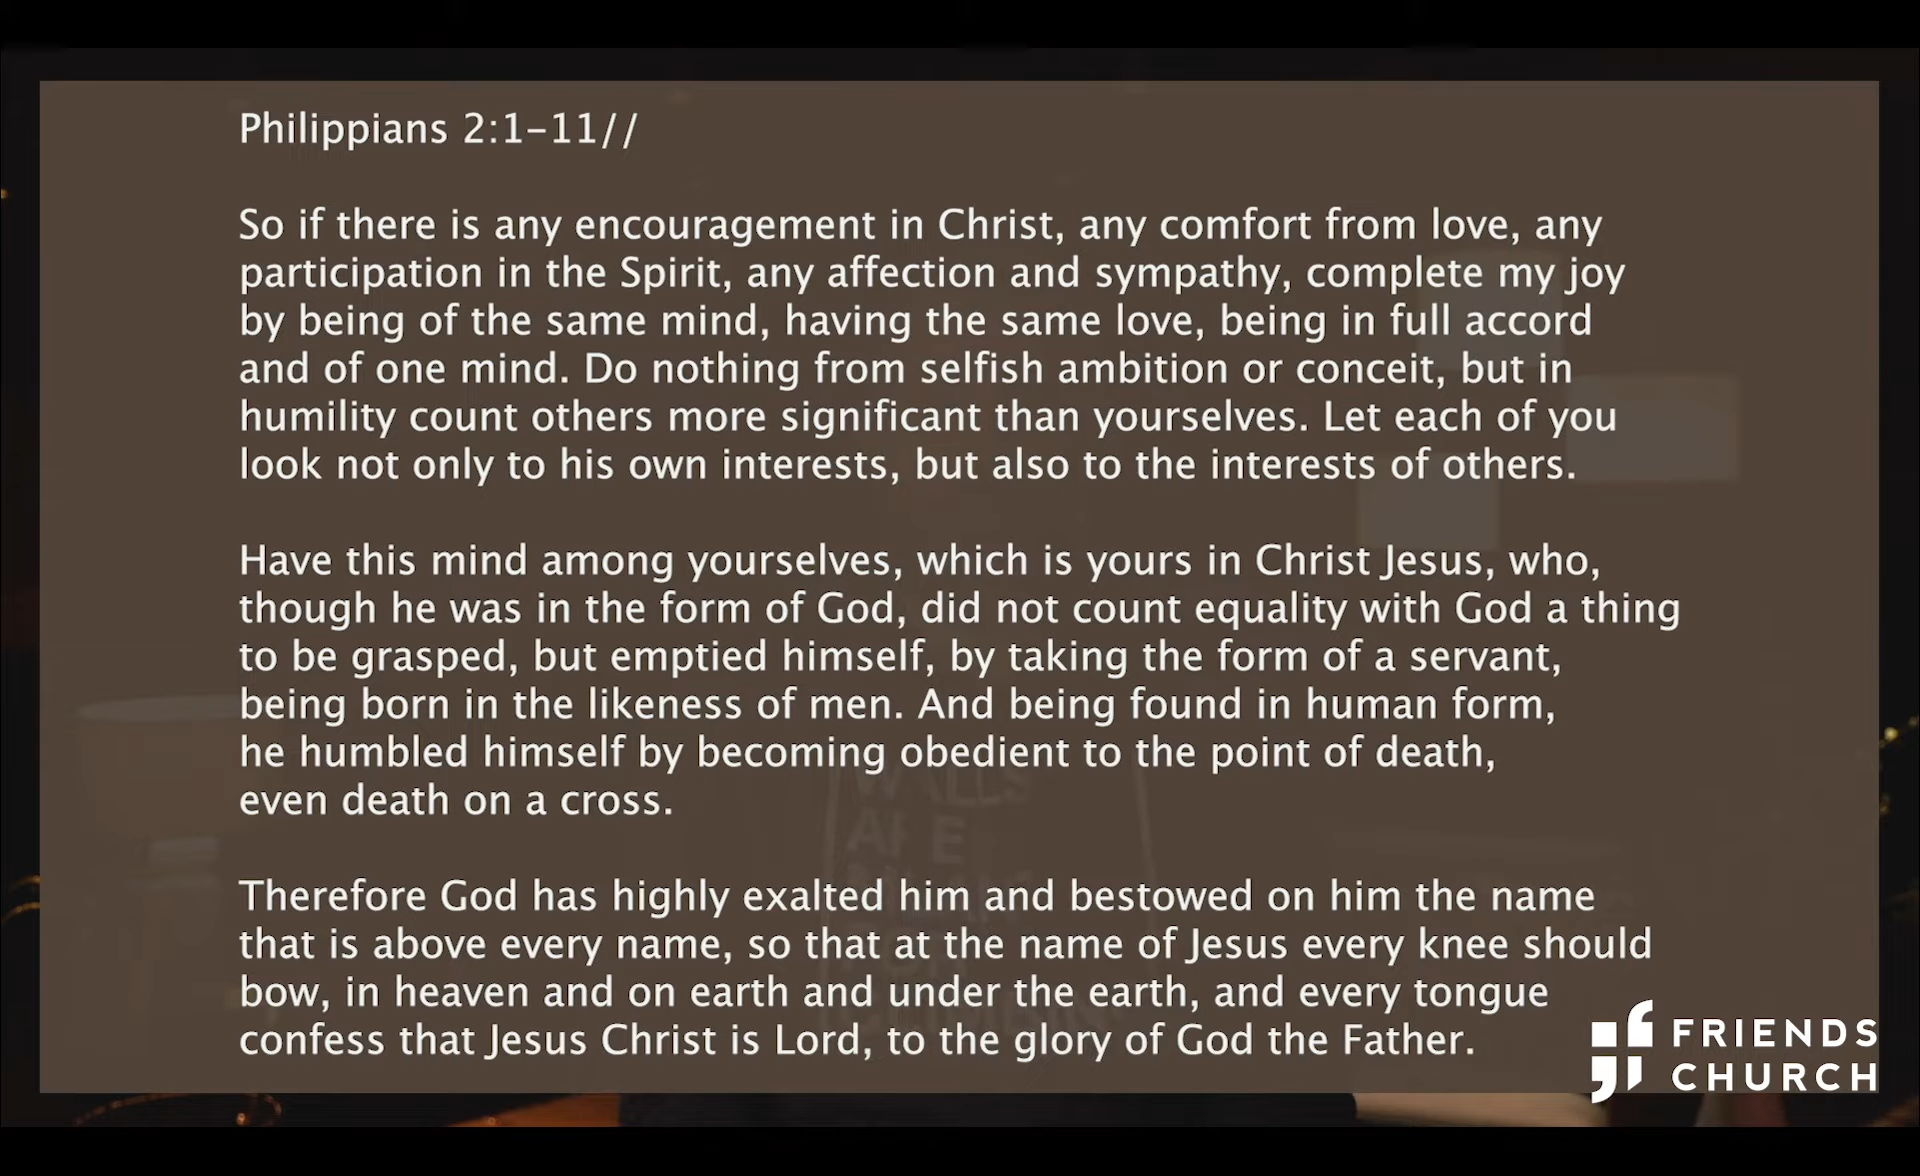 Philippians 2:1–11//
So if there is any encouragement in Christ, any comfort from love, any
participation in the Spirit, any affection and sympathy, complete my joy
by being of the same mind, having the same love, being in full accord
and of one mind. Do nothing from selfish ambition or conceit, but in
humility count others more significant than yourselves. Let each of you
look not only to his own interests, but also to the interests of others.
Have this mind among yourselves, which is yours in Christ Jesus, who,
though he was in the form of God, did not count equality with God a thing
to be grasped, but emptied himself, by taking the form of a servant,
being born in the likeness of men. And being found in human form,
he humbled himself by becoming obedient to the point of death,
even death on a cross.
Therefore God has highly exalted him and bestowed on him the name
that is above every name, so that at the name of Jesus every knee should
bow, in heaven and on earth and under the earth, and every tongue
confess that Jesus Christ is Lord, to the glory of God the Father.
FRIENDS
CHURCH
WALLS
ARE
FOR